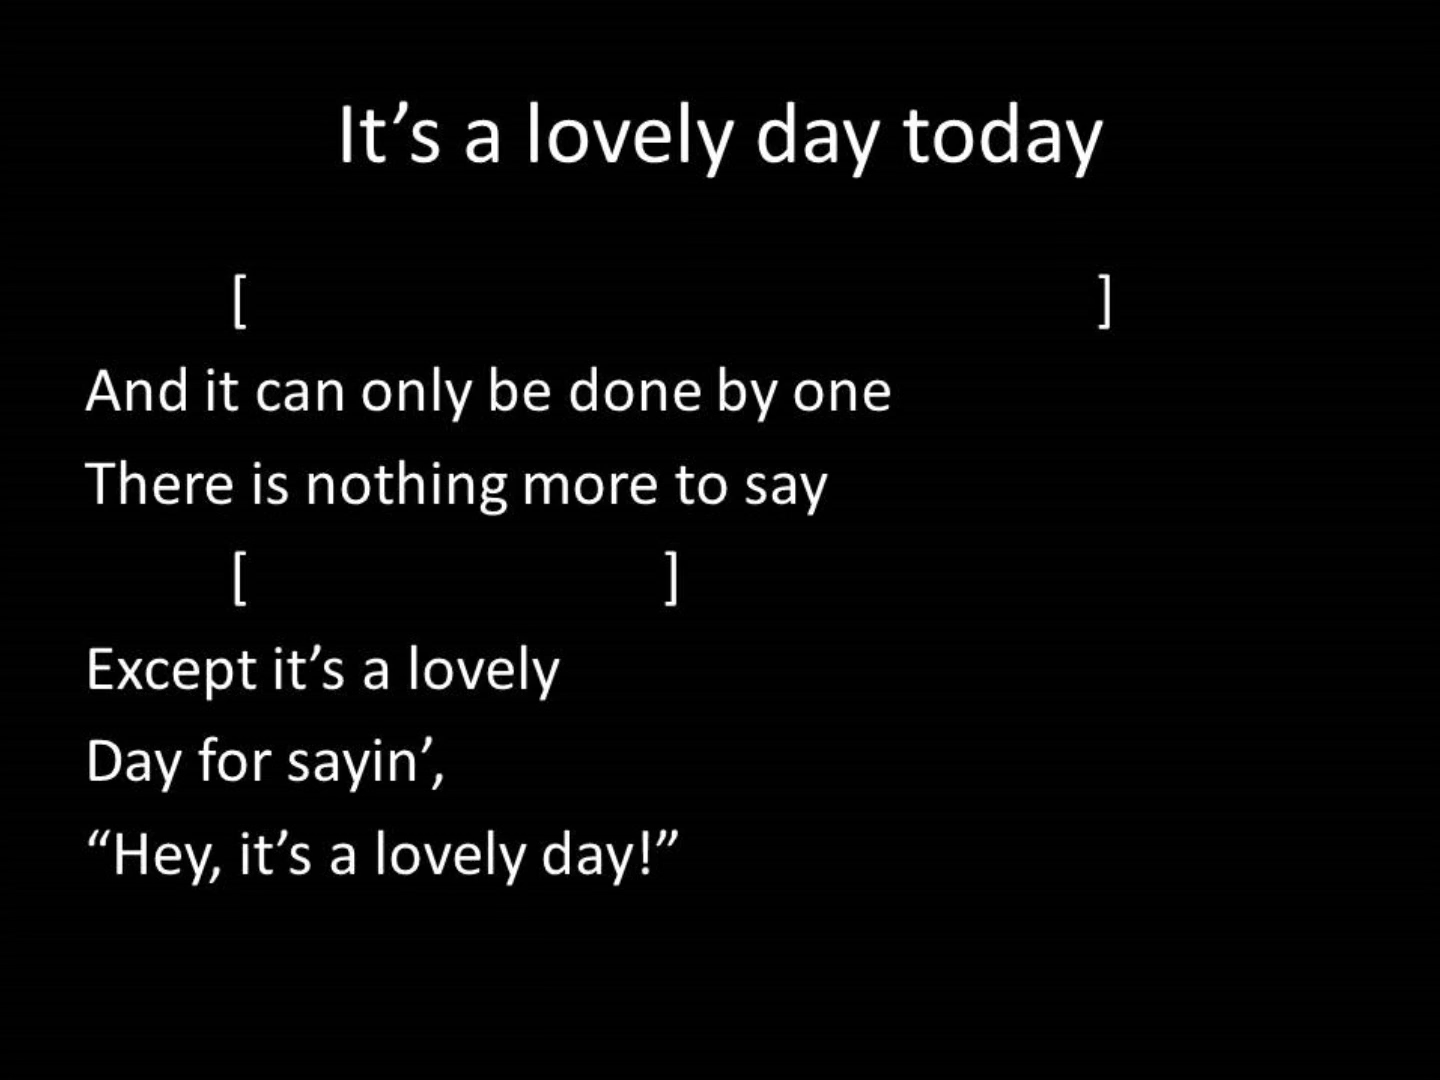 It’s a lovely day today
[ ]
And it can only be done by one
There is nothing more to say
[ ]
Except it’s a lovely
Day for sayin’,
“Hey, it’s a lovely day!”